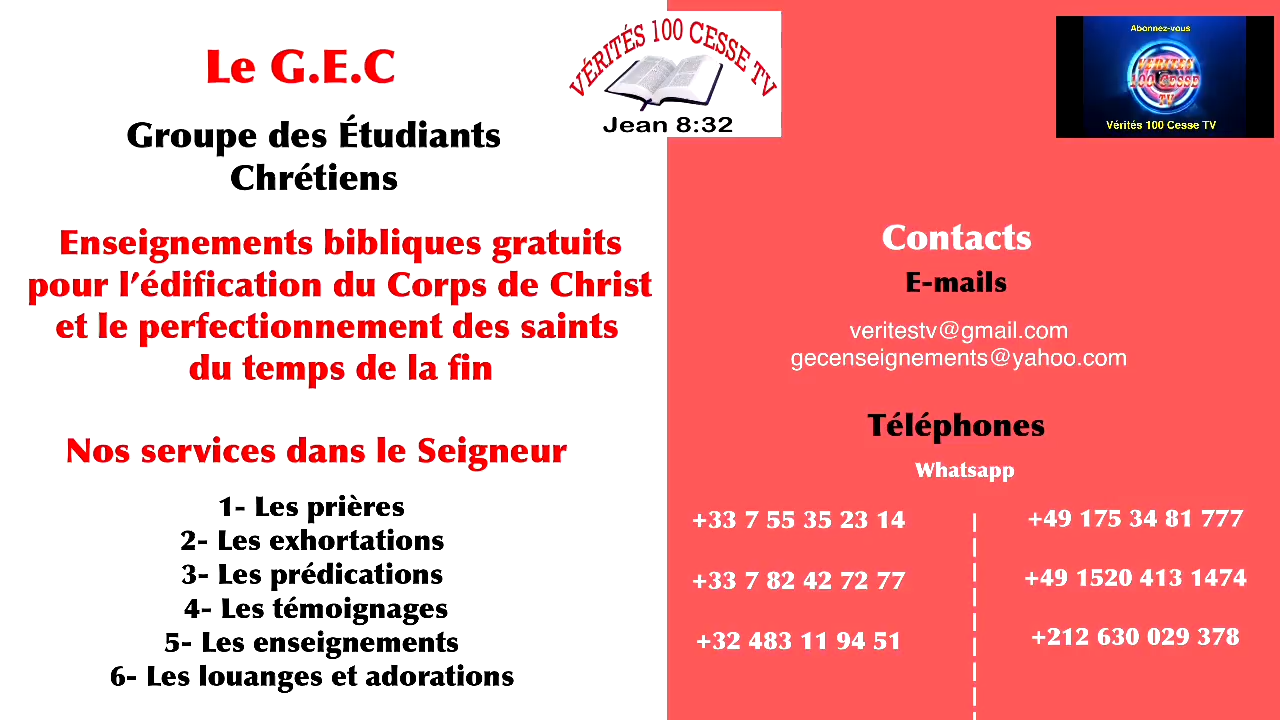 Le G.E.C
Groupe des Étudiants
Chrétiens
Enseignements bibliques gratuits
pour l’édification du Corps de Christ
et le perfectionnement des saints
du temps de la fin
Nos services dans le Seigneur
1- Les prières
2- Les exhortations
3- Les prédications
4- Les témoignages
5- Les enseignements
6- Les louanges et adorations
VÉRITÉS 100 CESSE TV
Jean 8:32
Abonnez-vous
VÉRITÉS
100 CESSE
TV
Vérités 100 Cesse TV
Contacts
E-mails
veritestv@gmail.com
gecenseignements@yahoo.com
Téléphones
Whatsapp
+33 7 55 35 23 14
+33 7 82 42 72 77
+32 483 11 94 51
+49 175 34 81 777
+49 1520 413 1474
+212 630 029 378